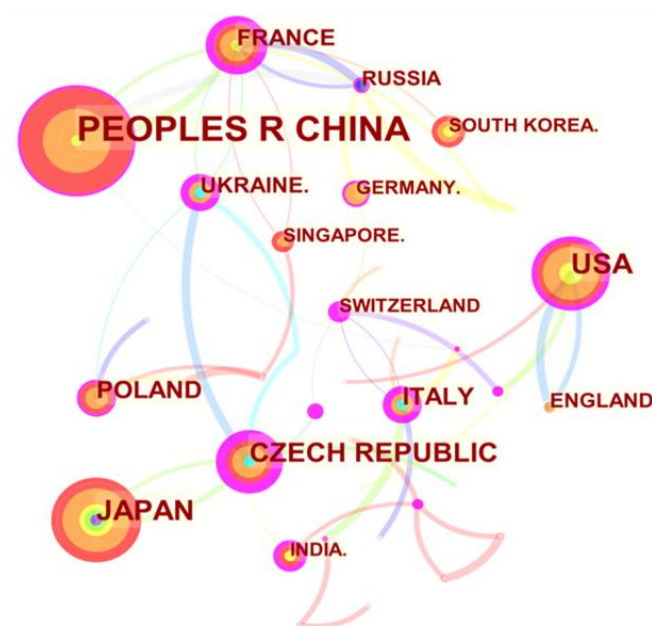 FRANCE
RUSSIA
PEOPLES R CHINA
SOUTH KOREA.
UKRAINE.
GERMANY.
SINGAPORE.
USA
SWITZERLAND
POLAND
ITALY
ENGLAND
CZECH REPUBLIC
JAPAN
INDIA.